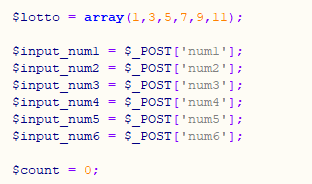 $lotto = array(1,3,5,7,9,11);
$input_num1 = $_POST['num1'];
$input_num2 = $_POST['num2'];
$input_num3 = $_POST['num3'];
$input_num4 = $_POST['num4'];
$input_num5 = $_POST['num5'];
$input_num6 = $_POST['num6'];
$count = 0;